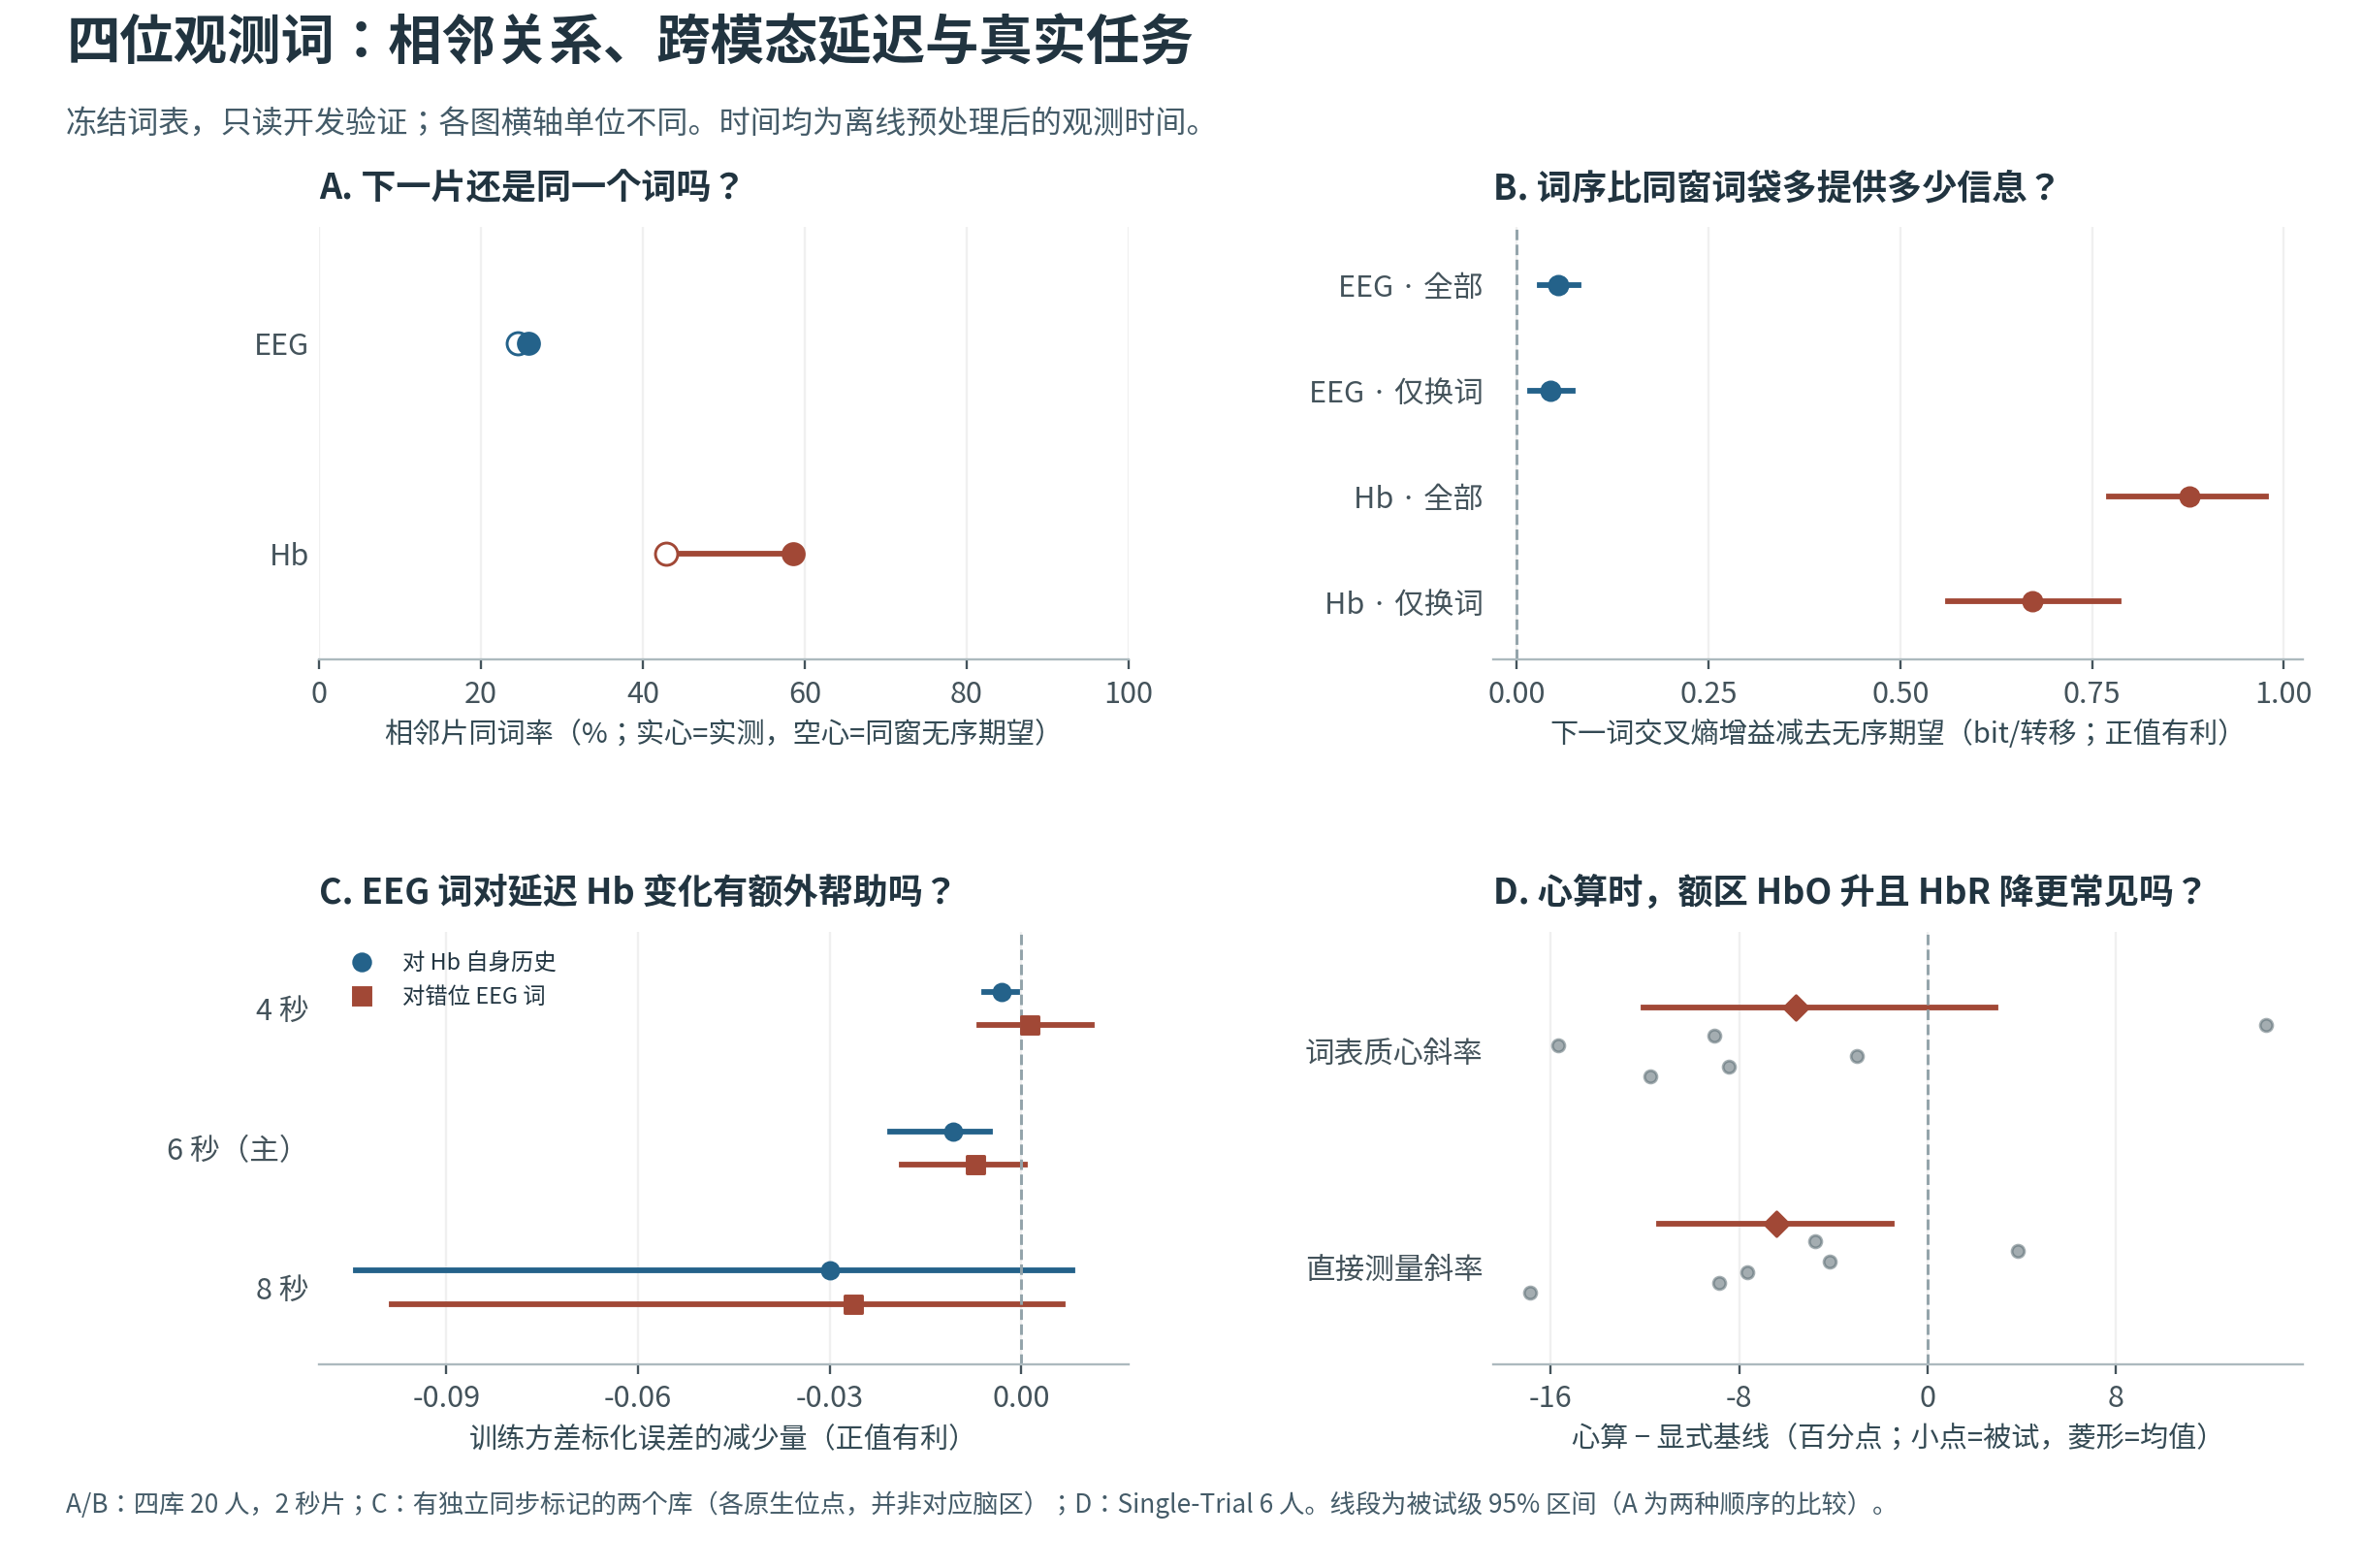 四位观测词：相邻关系、跨模态延迟与真实任务
冻结词表，只读开发验证；各图横轴单位不同。时间均为离线预处理后的观测时间。
A. 下一片还是同一个词吗？
EEG
Hb
0 20 40 60 80 100
相邻片同词率（%；实心=实测，空心=同窗无序期望）
B. 词序比同窗词袋多提供多少信息？
EEG · 全部
EEG · 仅换词
Hb · 全部
Hb · 仅换词
0.00 0.25 0.50 0.75 1.00
下一词交叉熵增益减去无序期望（bit/转移；正值有利）
C. EEG 词对延迟 Hb 变化有额外帮助吗？
对 Hb 自身历史
对错位 EEG 词
4 秒
6 秒（主）
8 秒
-0.09 -0.06 -0.03 0.00
训练方差标化误差的减少量（正值有利）
D. 心算时，额区 HbO 升且 HbR 降更常见吗？
词表质心斜率
直接测量斜率
-16 -8 0 8
心算 − 显式基线（百分点；小点=被试，菱形=均值）
A/B：四库 20 人，2 秒片；C：有独立同步标记的两个库（各原生位点，并非对应脑区）；D：Single-Trial 6 人。线段为被试级 95% 区间（A 为两种顺序的比较）。